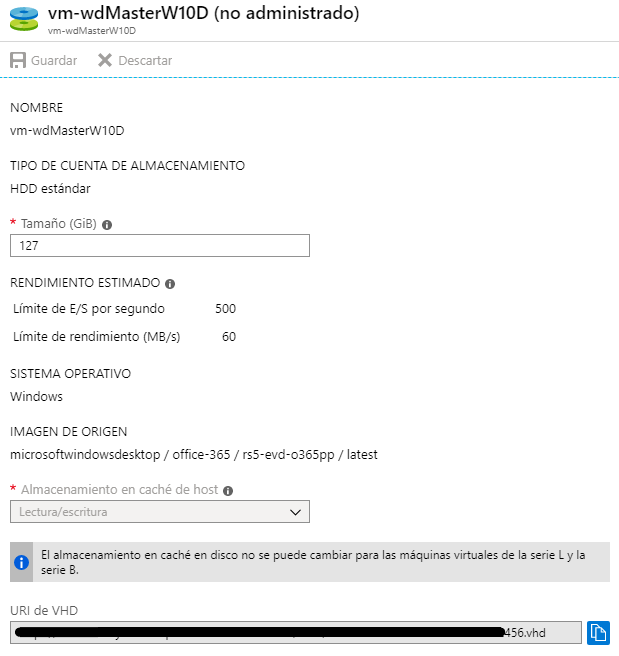 vm-wdMasterW10D (no administrado)
vm-wdMasterW10D
Guardar Descartar
NOMBRE
vm-wdMasterW10D
TIPO DE CUENTA DE ALMACENAMIENTO
HDD estándar
* Tamaño (GiB)
127
RENDIMIENTO ESTIMADO
Límite de E/S por segundo 500
Límite de rendimiento (MB/s) 60
SISTEMA OPERATIVO
Windows
IMAGEN DE ORIGEN
microsoftwindowsdesktop / office-365 / rs5-evd-o365pp / latest
* Almacenamiento en caché de host
Lectura/escritura
El almacenamiento en caché en disco no se puede cambiar para las máquinas virtuales de la serie L y la
serie B.
URI de VHD
456.vhd